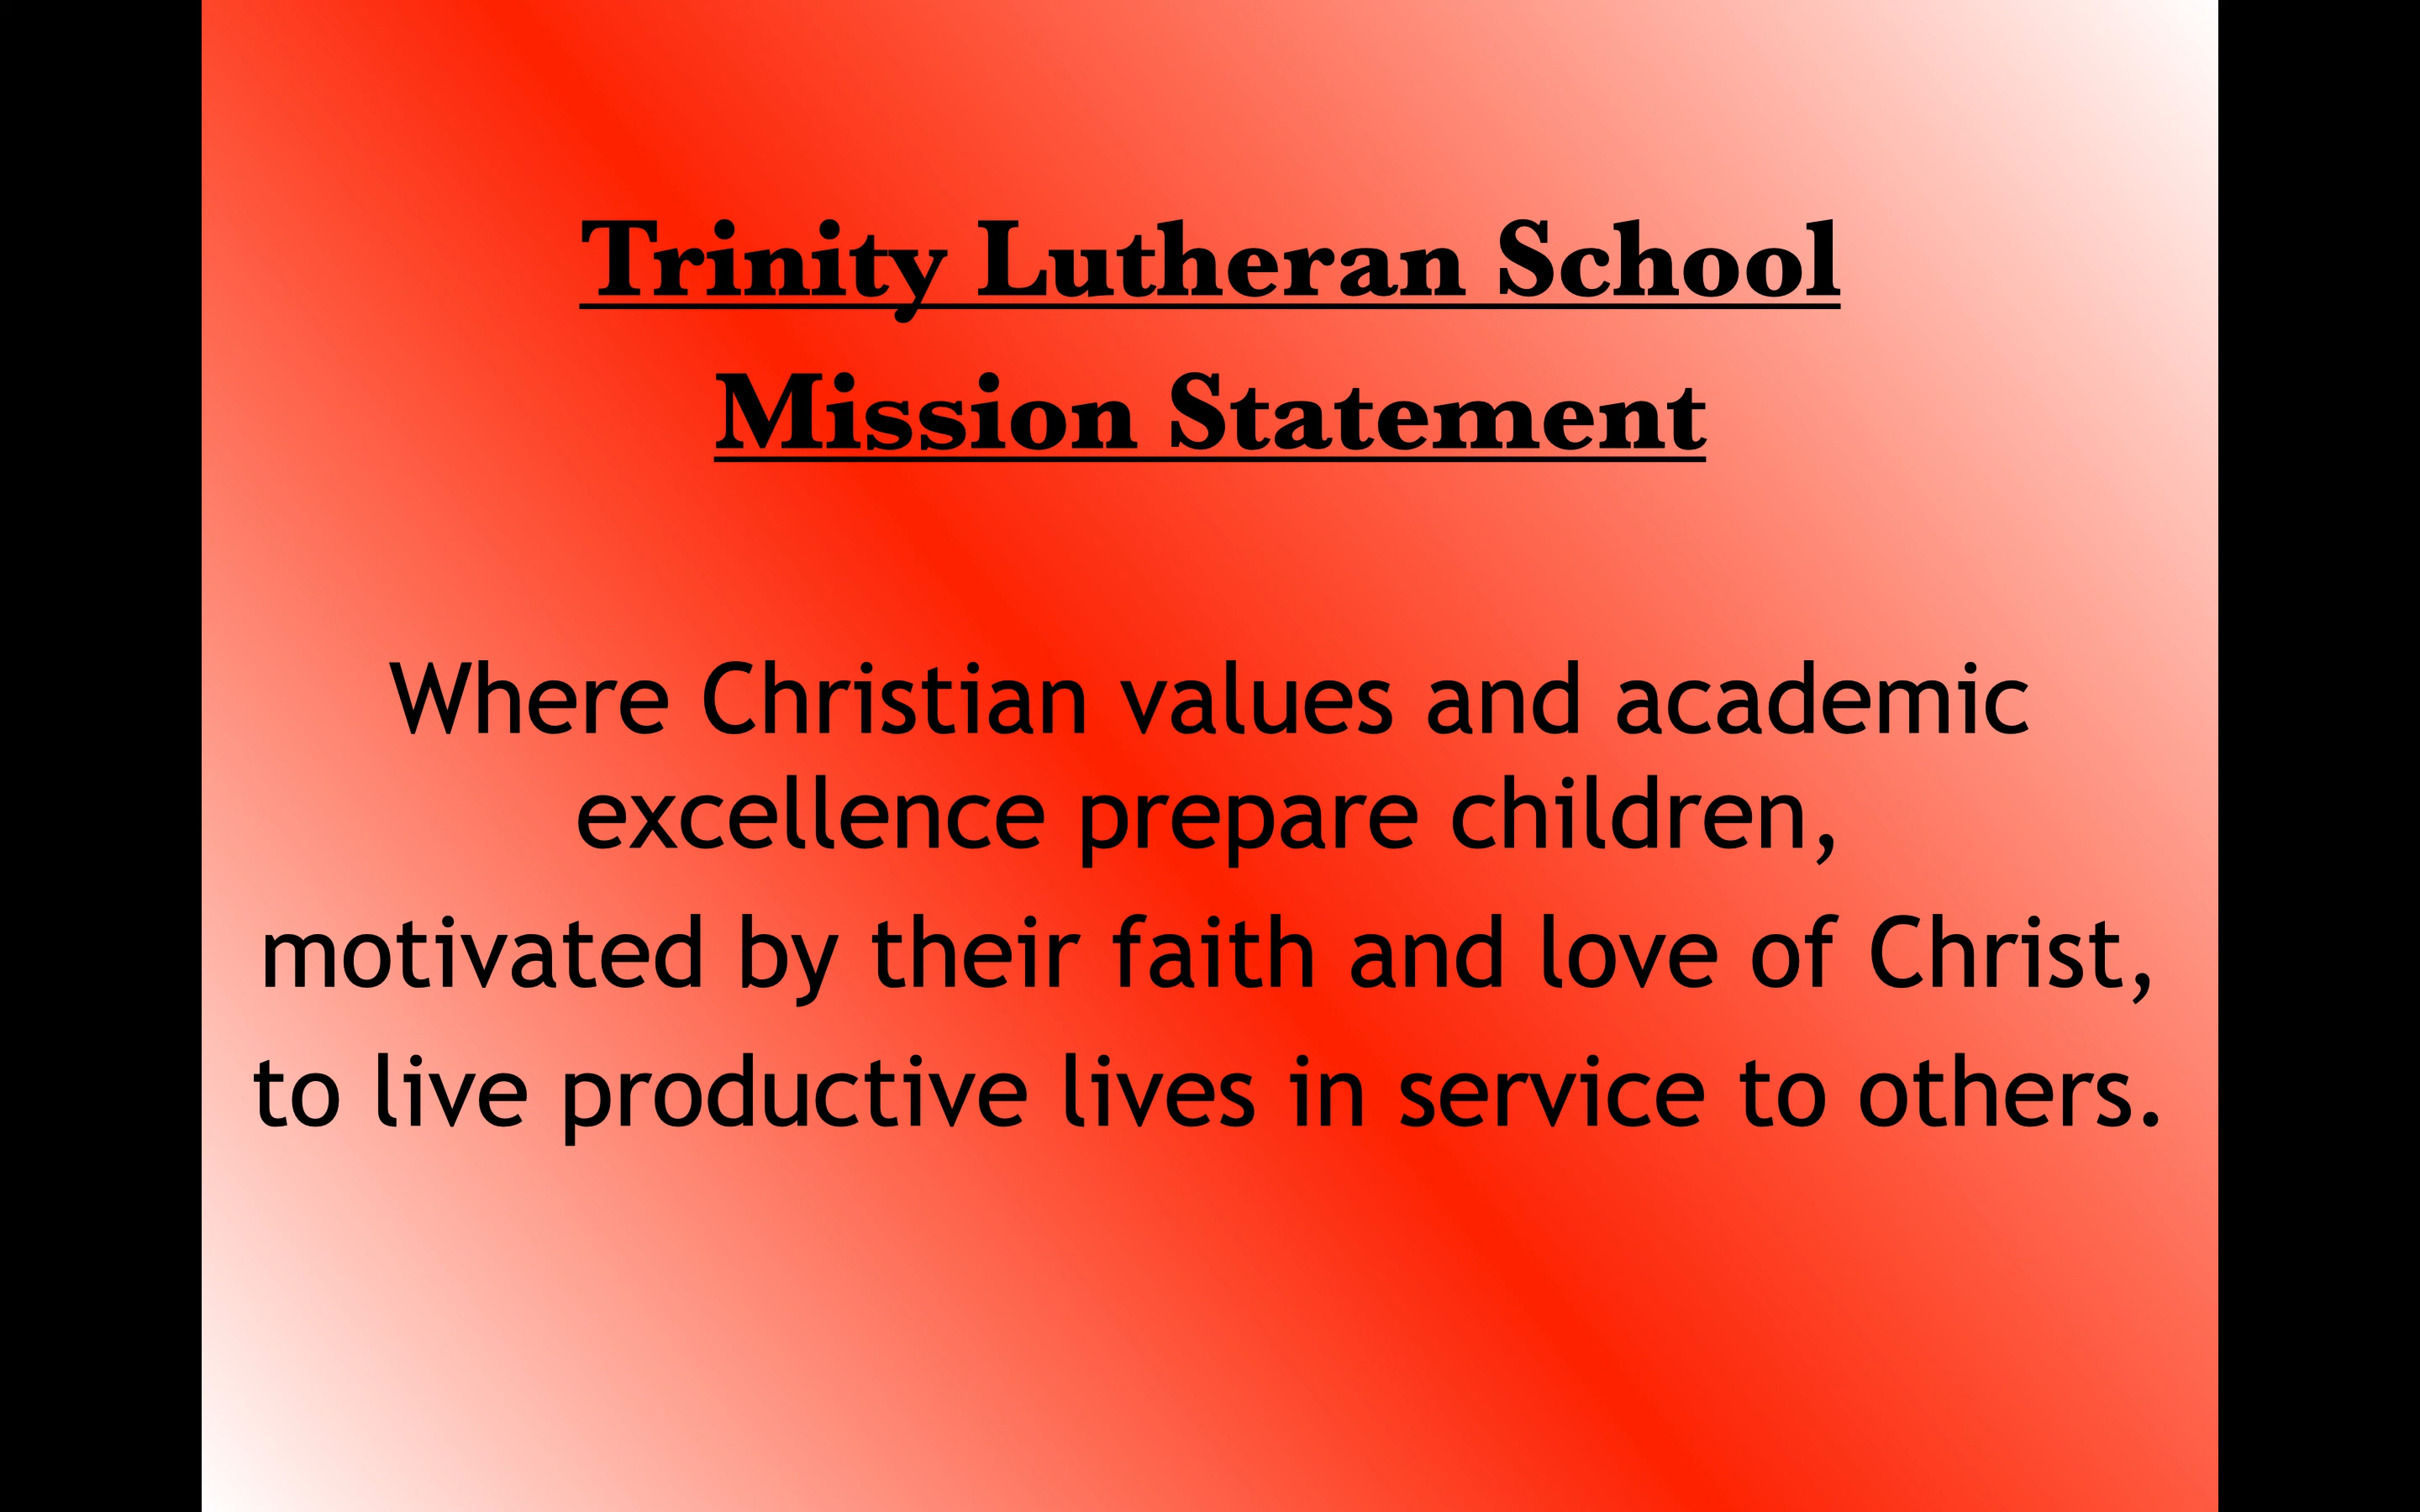 Trinity Lutheran School
Mission Statement
Where Christian values and academic
excellence prepare children,
motivated by their faith and love of Christ,
to live productive lives in service to others.